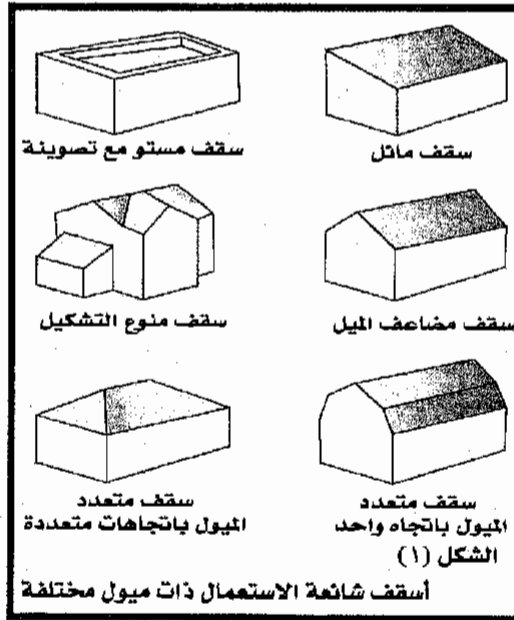 سقف مائل
سقف مستو مع تصوينة
سقف مضاعف الميل
سقف منوع التشكيل
سقف متعدد
الميول باتجاه واحد
سقف متعدد
الميول باتجاهات متعددة
الشكل (١)
أسقف شائعة الاستعمال ذات ميول مختلفة